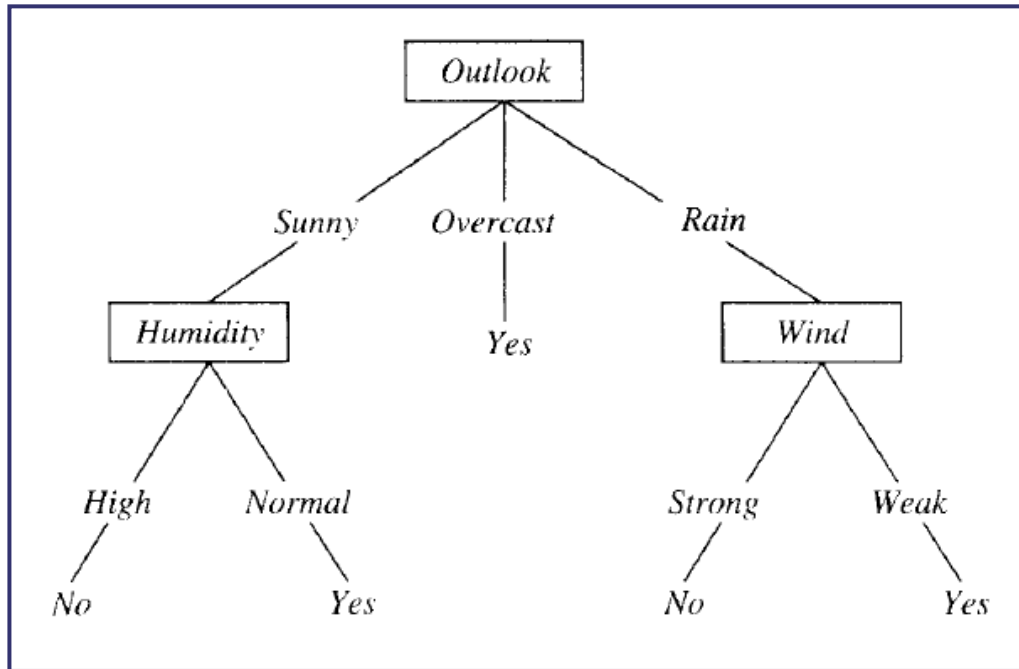 Outlook
Sunny Overcast Rain
Humidity Yes Wind
High Normal Strong Weak
No Yes No Yes